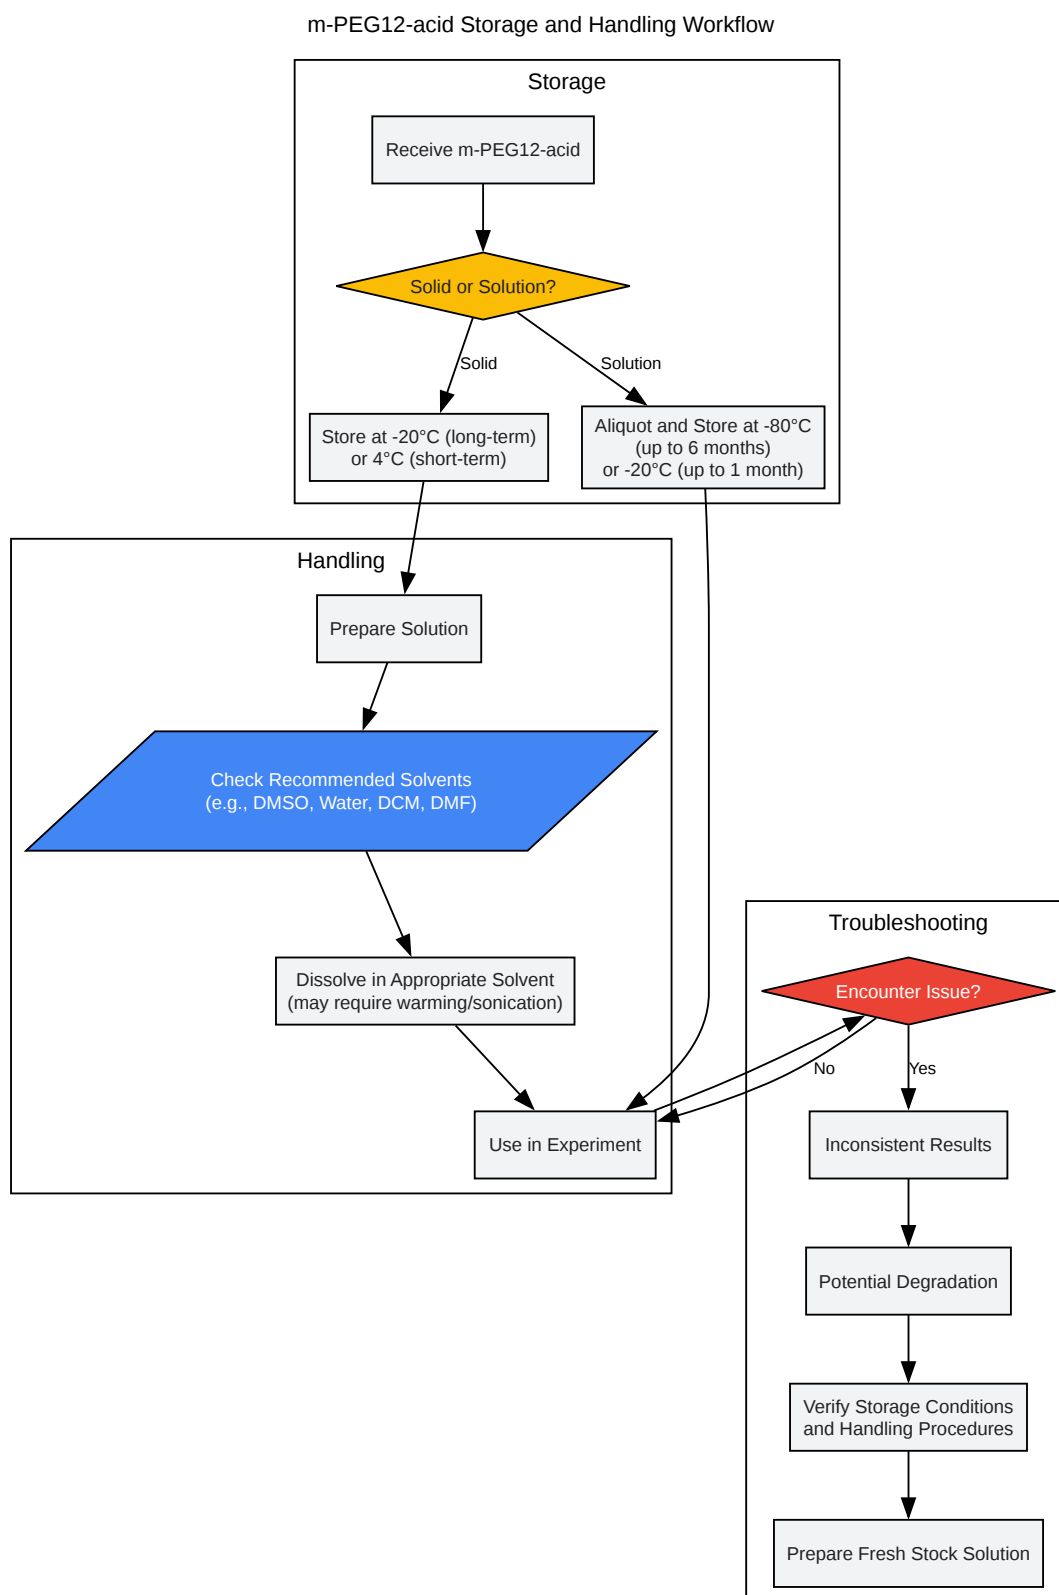 m-PEG12-acid Storage and Handling Workflow
Storage
Receive m-PEG12-acid
Solid or Solution?
Solid
Solution
Store at -20°C (long-term)
or 4°C (short-term)
Aliquot and Store at -80°C
(up to 6 months)
or -20°C (up to 1 month)
Handling
Prepare Solution
Check Recommended Solvents
(e.g., DMSO, Water, DCM, DMF)
Dissolve in Appropriate Solvent
(may require warming/sonication)
Use in Experiment
Troubleshooting
Encounter Issue?
No
Yes
Inconsistent Results
Potential Degradation
Verify Storage Conditions
and Handling Procedures
Prepare Fresh Stock Solution